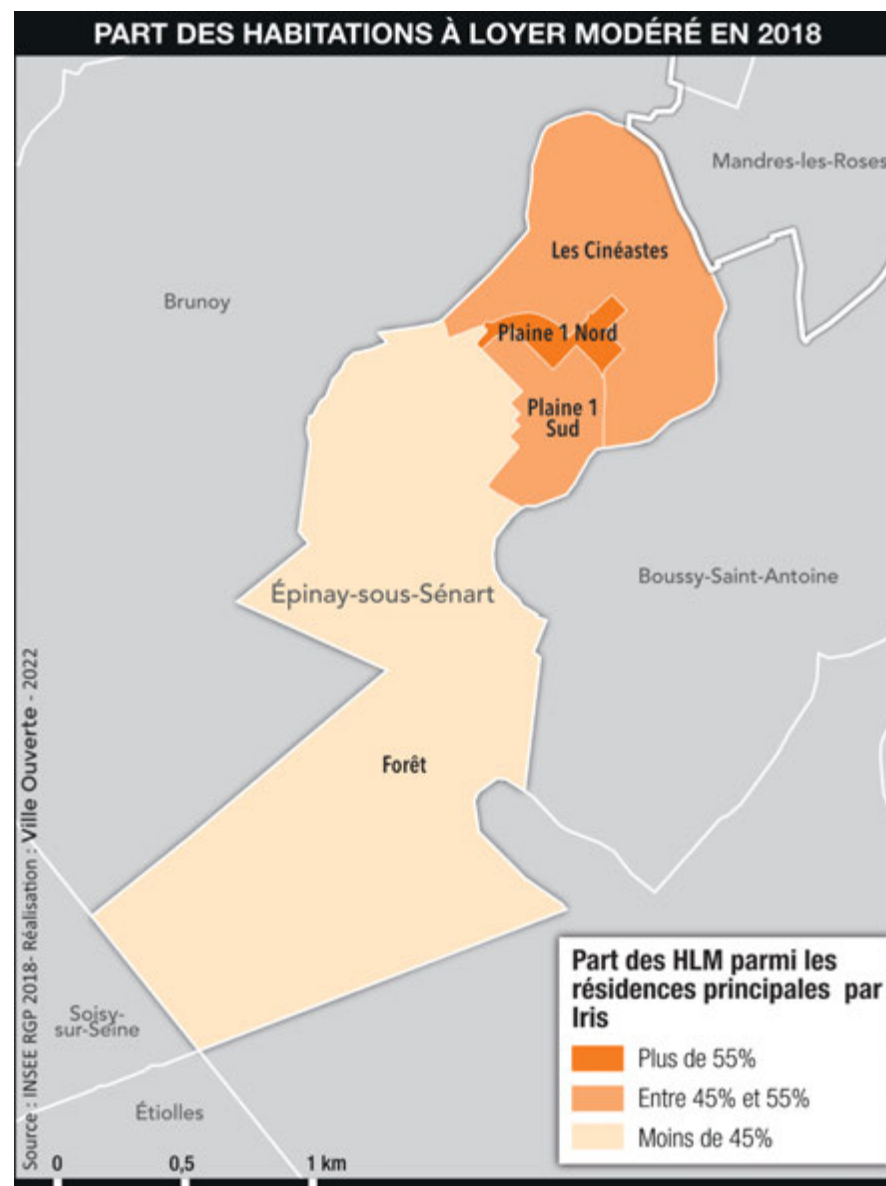 PART DES HABITATIONS À LOYER MODÉRÉ EN 2018
Mandres-les-Roses
Les Cinéastes
Brunoy
Plaine 1 Nord
Plaine 1
Sud
Boussy-Saint-Antoine
Épinay-sous-Sénart
Forêt
Source : INSEE RGP 2018- Réalisation : Ville Ouverte - 2022
Part des HLM parmi les
résidences principales par
Iris
Plus de 55%
Entre 45% et 55%
Moins de 45%
Soisy-
sur-Seine
Étiolles
0 0,5 1 km